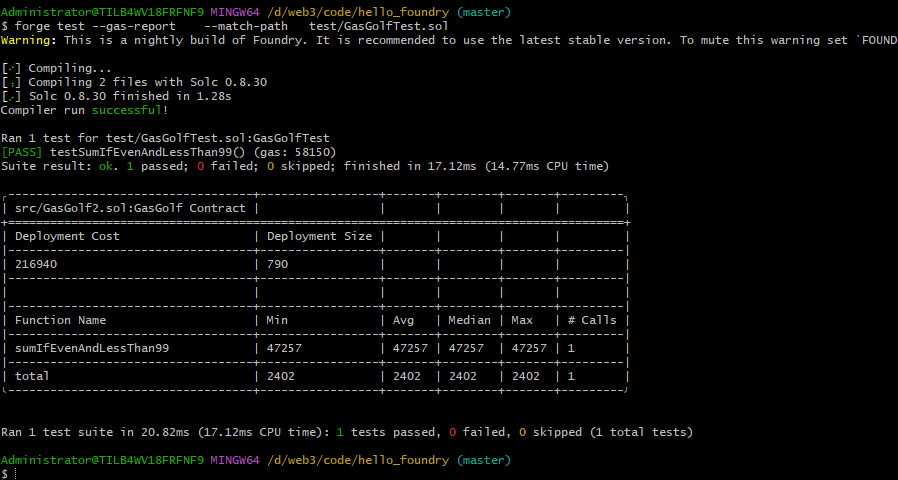 Administrator@TILB4WV18FRFNF9 MINGW64 /d/web3/code/hello_foundry (master)
$ forge test --gas-report    --match-path   test/GasGolfTest.sol
Warning: This is a nightly build of Foundry. It is recommended to use the latest stable version. To mute this warning set `FOUND
[⠊] Compiling...
[⠢] Compiling 2 files with Solc 0.8.30
[⠔] Solc 0.8.30 finished in 1.28s
Compiler run successful!
Ran 1 test for test/GasGolfTest.sol:GasGolfTest
[PASS] testSumIfEvenAndLessThan99() (gas: 58150)
Suite result: ok. 1 passed; 0 failed; 0 skipped; finished in 17.12ms (14.77ms CPU time)
| src/GasGolf2.sol:GasGolf Contract | | | | | |
| Deployment Cost | Deployment Size | | | | |
| 216940 | 790 | | | | |
| | | | | | |
| Function Name | Min | Avg | Median | Max | # Calls |
| sumIfEvenAndLessThan99 | 47257 | 47257 | 47257 | 47257 | 1 |
| total | 2402 | 2402 | 2402 | 2402 | 1 |
Ran 1 test suite in 20.82ms (17.12ms CPU time): 1 tests passed, 0 failed, 0 skipped (1 total tests)
Administrator@TILB4WV18FRFNF9 MINGW64 /d/web3/code/hello_foundry (master)
$